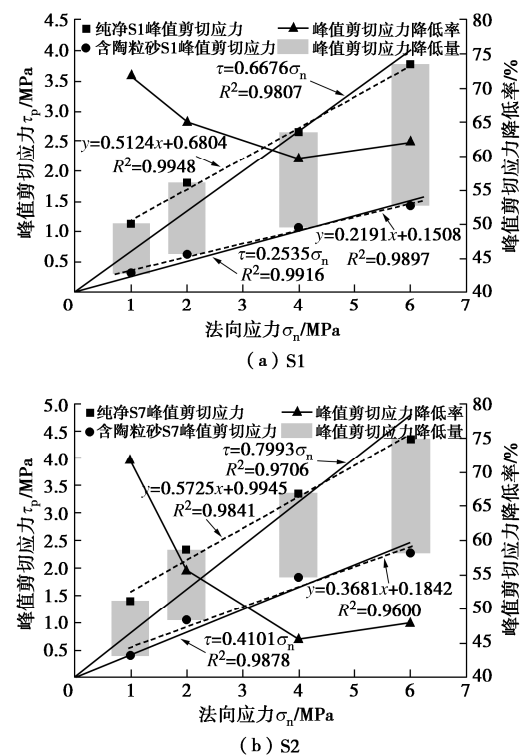 纯净S1峰值剪切应力 峰值剪切应力降低率
含陶粒砂S1峰值剪切应力 峰值剪切应力降低量
峰值剪切应力τp/MPa
4.5
4.0
3.5
3.0
2.5
2.0
1.5
1.0
0.5
τ=0.6676σn
R²=0.9807
y=0.5124x+0.6804
R²=0.9948
y=0.2191x+0.1508
R²=0.9897
τ=0.2535σn
R²=0.9916
80
75
70
65
60
55
50
45
40
峰值剪切应力降低率/%
0 1 2 3 4 5 6 7
法向应力σn/MPa
(a) S1
纯净S7峰值剪切应力 峰值剪切应力降低率
含陶粒砂S7峰值剪切应力 峰值剪切应力降低量
峰值剪切应力τp/MPa
5.0
4.5
4.0
3.5
3.0
2.5
2.0
1.5
1.0
0.5
τ=0.7993σn
R²=0.9706
y=0.5725x+0.9945
R²=0.9841
y=0.3681x+0.1842
R²=0.9600
τ=0.4101σn
R²=0.9878
80
75
70
65
60
55
50
45
40
峰值剪切应力降低率/%
0 1 2 3 4 5 6 7
法向应力σn/MPa
(b) S2